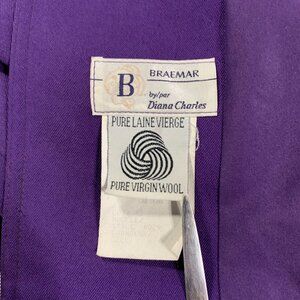 B
BRAEMAR
by/par
Diana Charles
PURE LAINE VIERGE
PURE VIRGIN WOOL